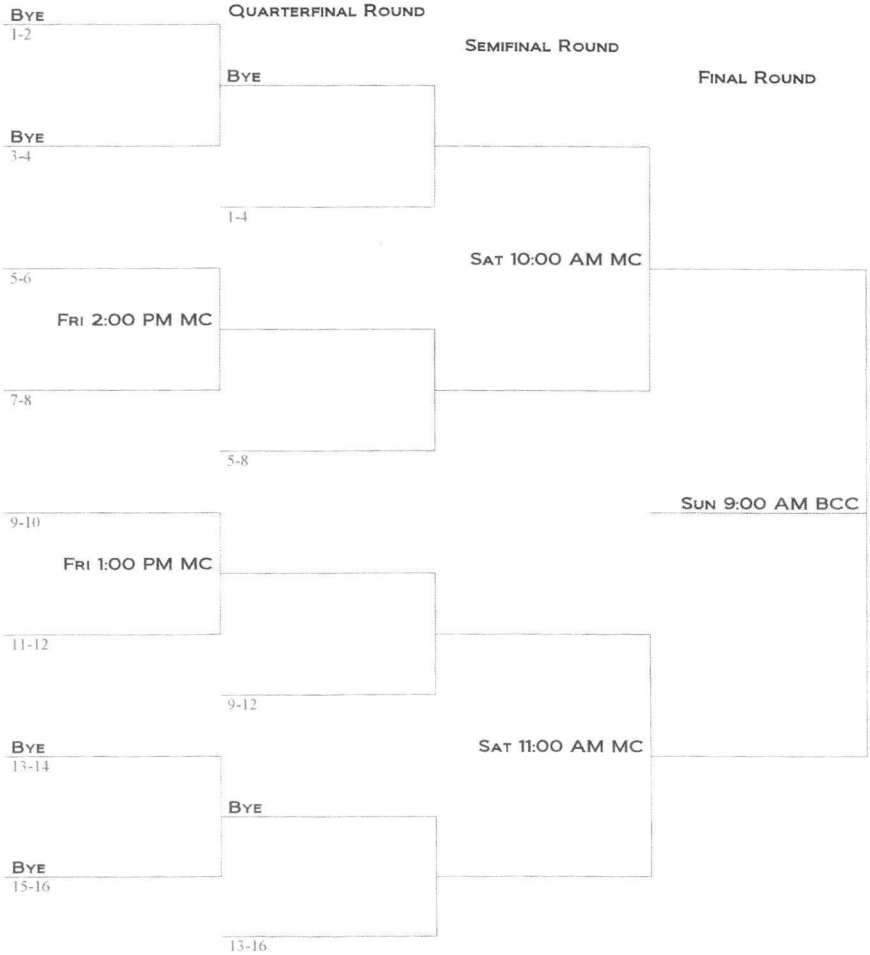 Bye
1-2
Quarterfinal Round
Semifinal Round
Final Round
Bye
Bye
3-4
1-4
Sat 10:00 AM MC
5-6
Fri 2:00 PM MC
7-8
5-8
Sun 9:00 AM BCC
9-10
Fri 1:00 PM MC
11-12
9-12
Sat 11:00 AM MC
Bye
13-14
Bye
Bye
15-16
13-16